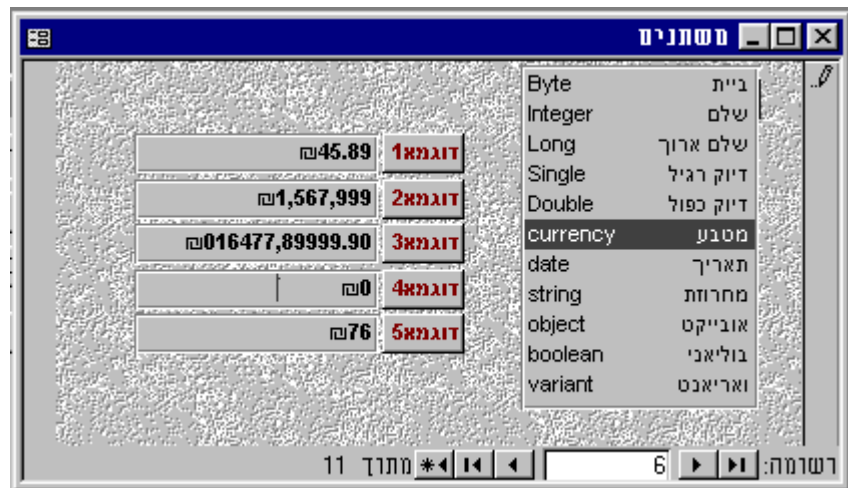 משתנים
Byte ביית
Integer שלם
Long שלם ארוך
Single דיוק רגיל
Double דיוק כפול
currency מטבע
date תאריך
string מחרוזת
object אובייקט
boolean בוליאני
variant ואריאנט
דוגמא1 ₪45.89
דוגמא2 ₪1,567,999
דוגמא3 ₪016477,89999.90
דוגמא4 ₪0
דוגמא5 ₪76
רשומה: 6 מתוך 11